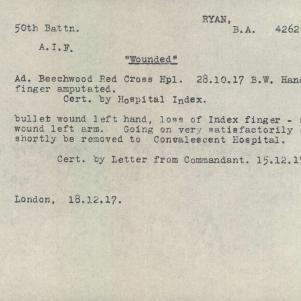 RYAN,
50th Battn. B.A. 4262
A.I.F.
"Wounded"
Ad. Beechwood Red Cross Hpl. 28.10.17 B.W. Hand
finger amputated.
Cert. by Hospital Index.
bullet wound left hand, loss of Index finger -
wound left arm. Going on very satisfactorily
shortly be removed to Convalescent Hospital.
Cert. by Letter from Commandant. 15.12.17
London, 18.12.17.